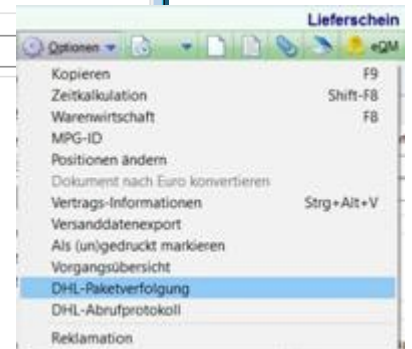 Lieferschein
Optionen eQM
Kopieren F9
Zeitkalkulation Shift-F8
Warenwirtschaft F8
MPG-ID
Positionen ändern
Dokument nach Euro konvertieren
Vertrags-Informationen Strg+Alt+V
Versanddatenexport
Als (un)gedruckt markieren
Vorgangsübersicht
DHL-Paketverfolgung
DHL-Abrufprotokoll
Reklamation